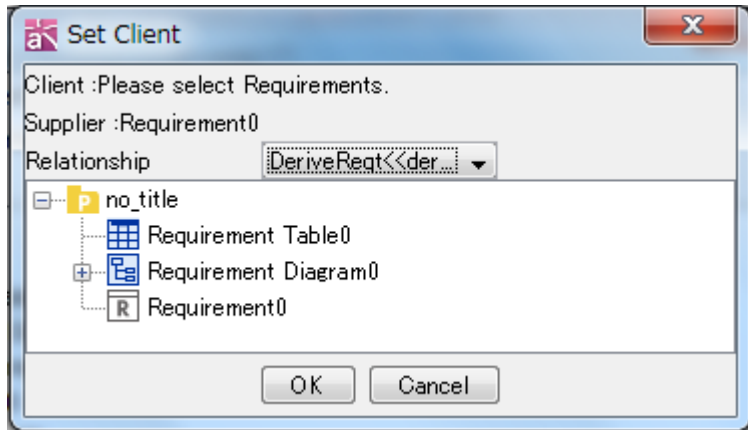 Set Client
Client :Please select Requirements.
Supplier :Requirement0
Relationship DeriveReqt<<der...
no_title
Requirement Table0
Requirement Diagram0
R Requirement0
OK Cancel